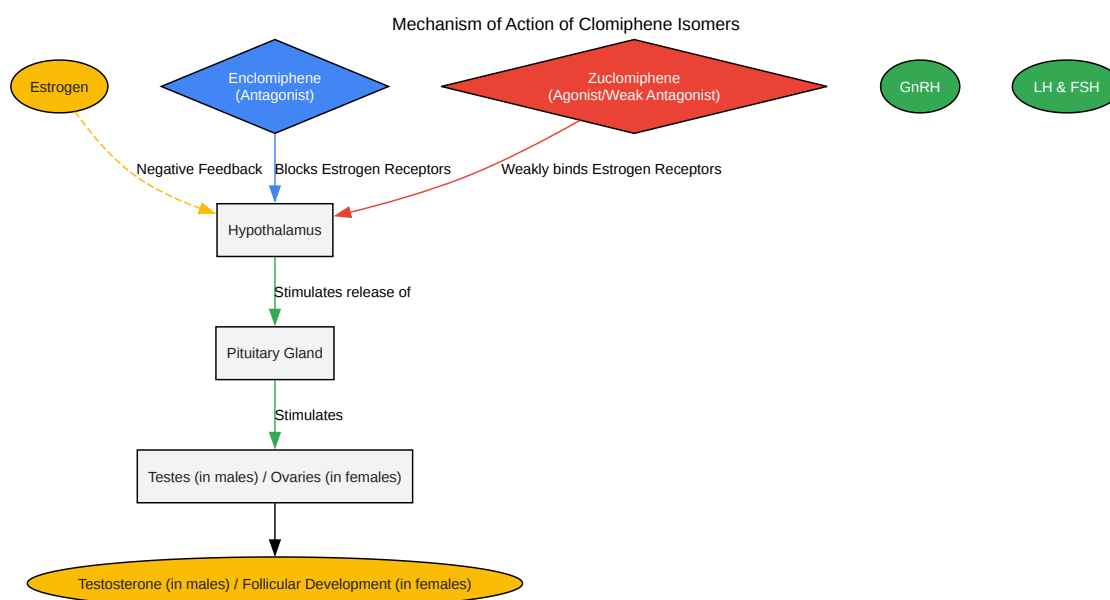 Mechanism of Action of Clomiphene Isomers
Estrogen
Enclomiphene
(Antagonist)
Zuclomiphene
(Agonist/Weak Antagonist)
GnRH
LH & FSH
Negative Feedback
Blocks Estrogen Receptors
Weakly binds Estrogen Receptors
Hypothalamus
Stimulates release of
Pituitary Gland
Stimulates
Testes (in males) / Ovaries (in females)
Testosterone (in males) / Follicular Development (in females)